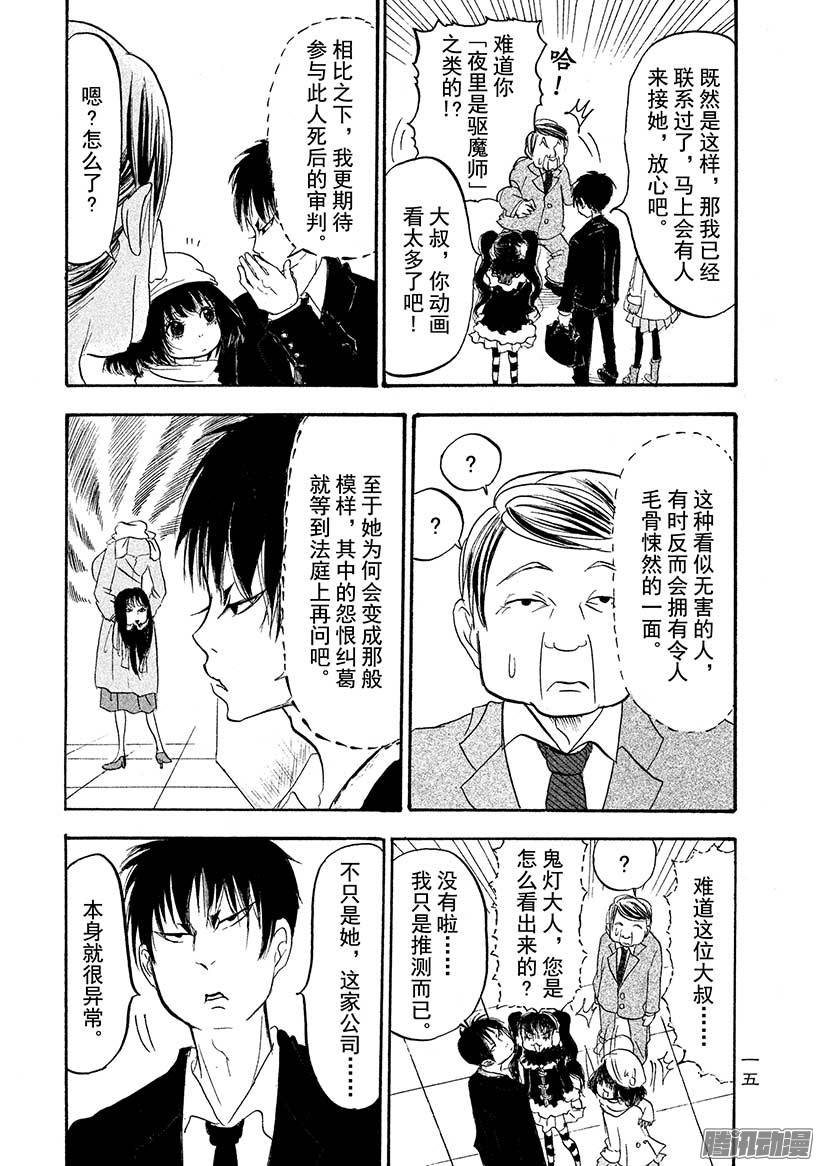 既然是这样，那我已经
联系过了，马上会有人
来接她，放心吧。
哈！
难道你
「夜里是驱魔师」
之类的!?
大叔，你动画
看太多了吧！
相比之下，我更期待
参与此人死后的审判。
嗯？怎么了？
这种看似无害的人，
有时反而会拥有令人
毛骨悚然的一面。
？
？
至于她为何会变成那般
模样，其中的怨恨纠葛
就等到法庭上再问吧。
难道这位大叔……
？
鬼灯大人，您是
怎么看出来的？
没有啦……
我只是推测而已。
不只是她，这家公司……
本身就很异常。
一五
腾讯动漫